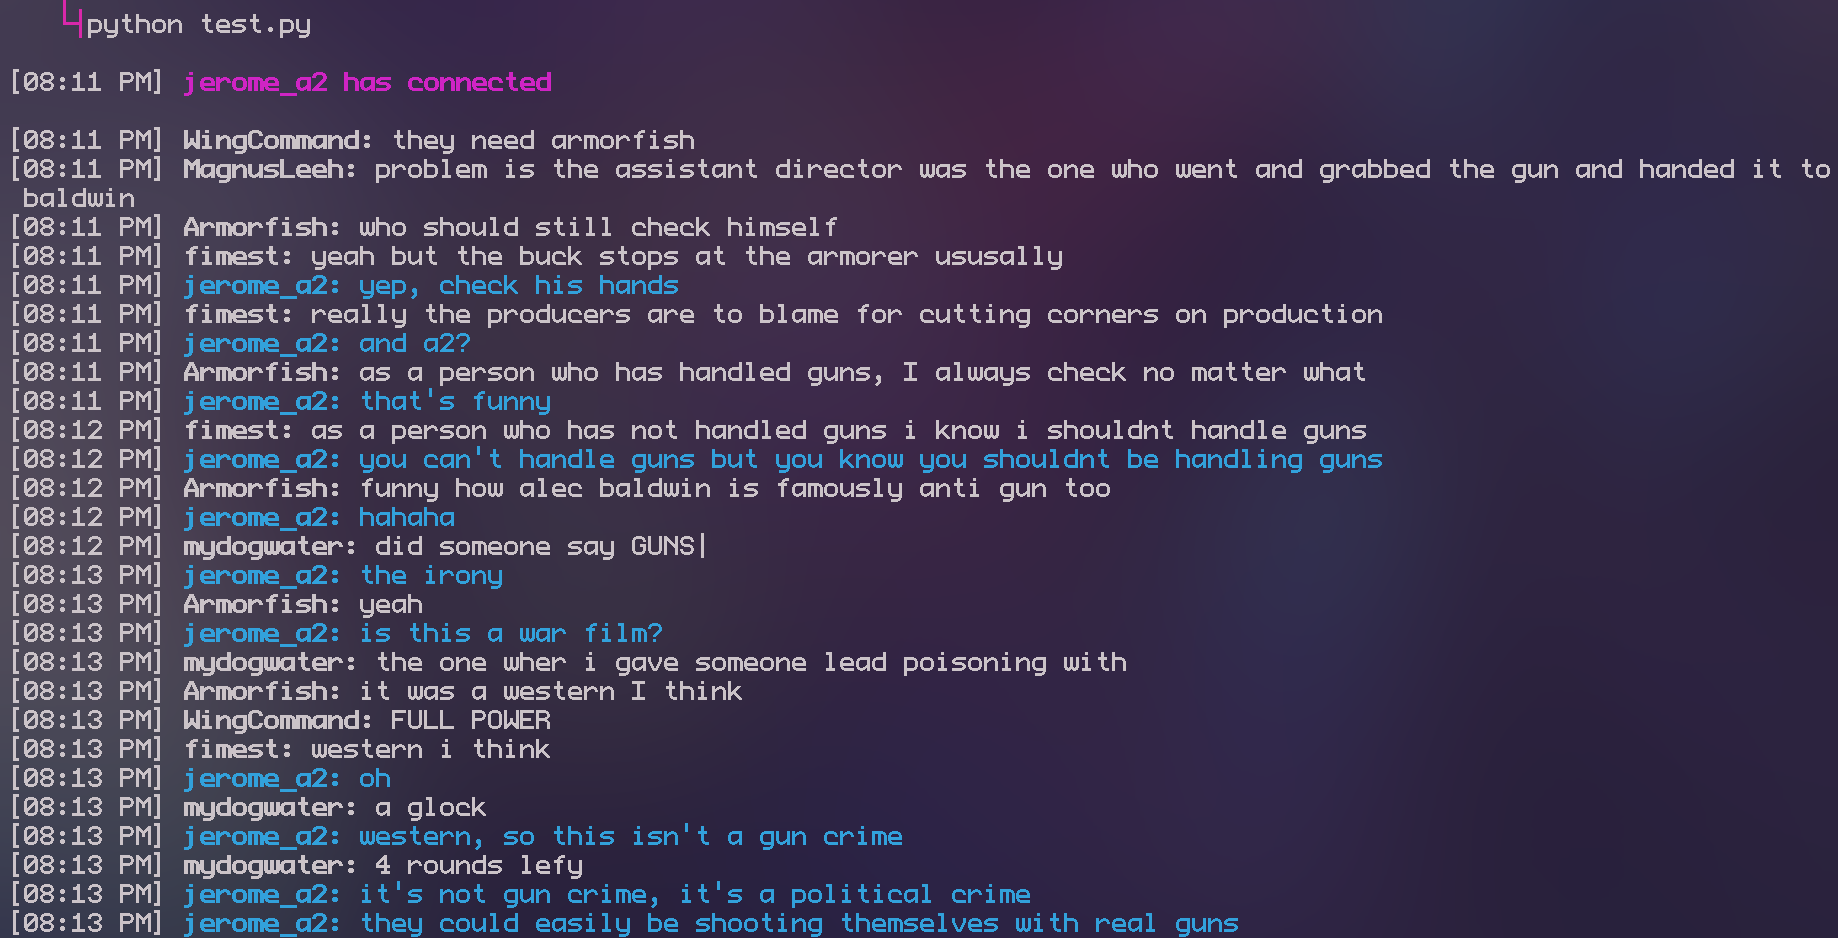 python test.py
[08:11 PM] jerome_a2 has connected
[08:11 PM] WingCommand: they need armorfish
[08:11 PM] MagnusLeeh: problem is the assistant director was the one who went and grabbed the gun and handed it to
baldwin
[08:11 PM] Armorfish: who should still check himself
[08:11 PM] fimest: yeah but the buck stops at the armorer ususally
[08:11 PM] jerome_a2: yep, check his hands
[08:11 PM] fimest: really the producers are to blame for cutting corners on production
[08:11 PM] jerome_a2: and a2?
[08:11 PM] Armorfish: as a person who has handled guns, I always check no matter what
[08:11 PM] jerome_a2: that's funny
[08:12 PM] fimest: as a person who has not handled guns i know i shouldnt handle guns
[08:12 PM] jerome_a2: you can't handle guns but you know you shouldnt be handling guns
[08:12 PM] Armorfish: funny how alec baldwin is famously anti gun too
[08:12 PM] jerome_a2: hahaha
[08:12 PM] mydogwater: did someone say GUNS|
[08:13 PM] jerome_a2: the irony
[08:13 PM] Armorfish: yeah
[08:13 PM] jerome_a2: is this a war film?
[08:13 PM] mydogwater: the one wher i gave someone lead poisoning with
[08:13 PM] Armorfish: it was a western I think
[08:13 PM] WingCommand: FULL POWER
[08:13 PM] fimest: western i think
[08:13 PM] jerome_a2: oh
[08:13 PM] mydogwater: a glock
[08:13 PM] jerome_a2: western, so this isn't a gun crime
[08:13 PM] mydogwater: 4 rounds lefy
[08:13 PM] jerome_a2: it's not gun crime, it's a political crime
[08:13 PM] jerome_a2: they could easily be shooting themselves with real guns